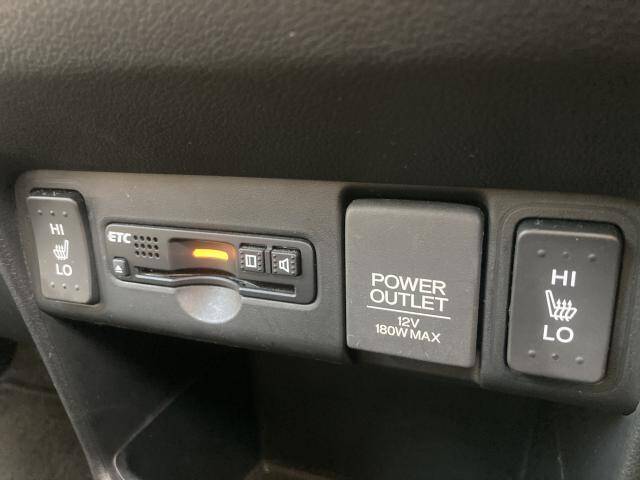 HI
LO
ETC
POWER
OUTLET
12V
180W MAX
HI
LO